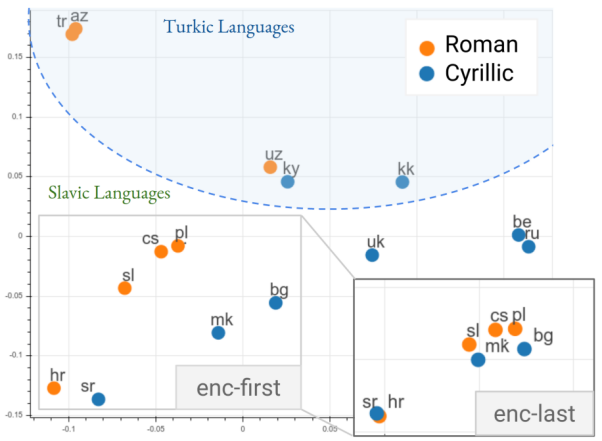 tr az
Turkic Languages
Roman
Cyrillic
0.15
0.1
uz
ky
kk
0.05
Slavic Languages
be
ru
cs
pl
uk
0
sl
bg
mk
-0.05
sl
cs
pl
mk
bg
-0.1
hr
sr
enc-first
sr
hr
enc-last
-0.15
-0.1
-0.05
0
0.05